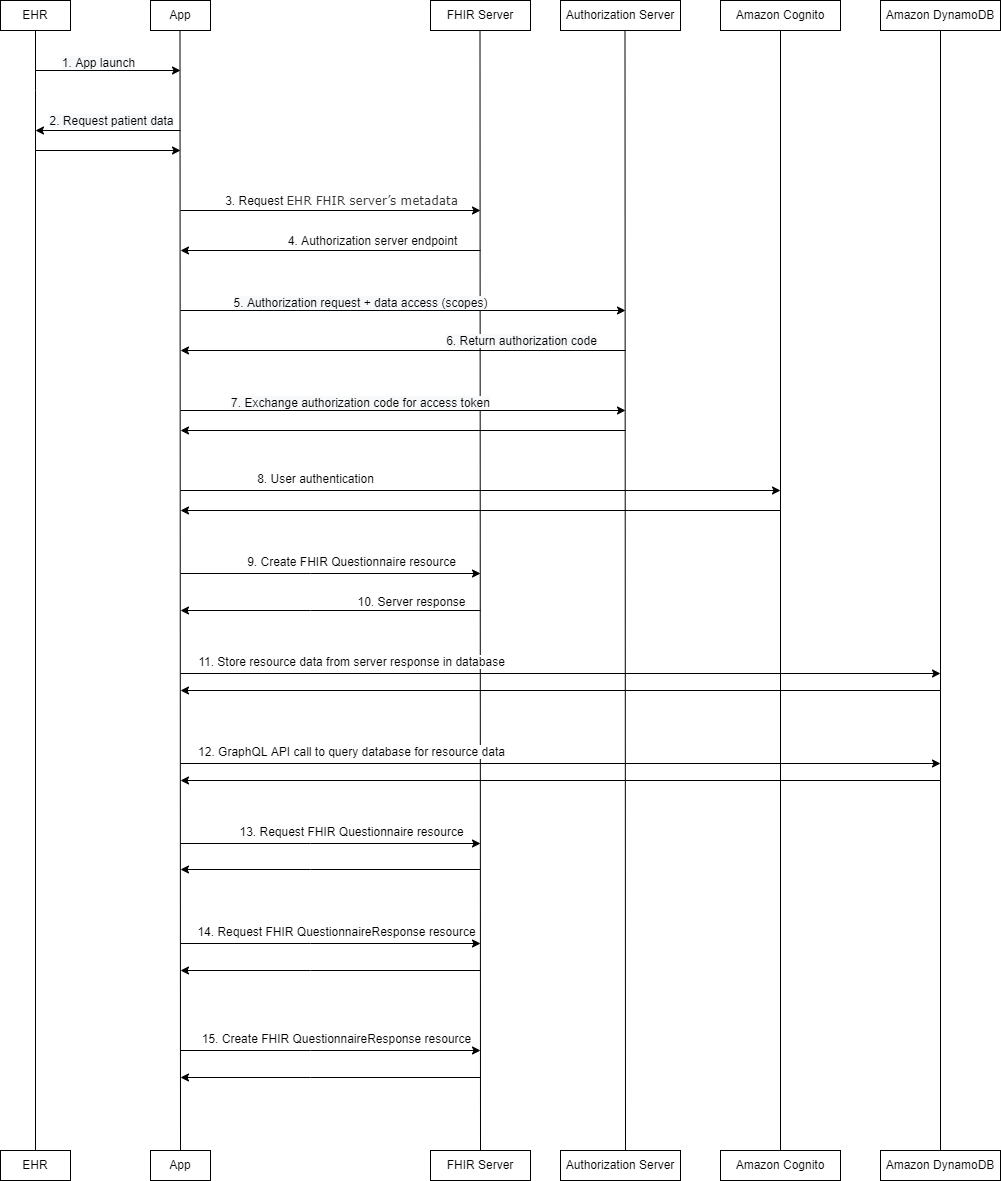 EHR
App
FHIR Server
Authorization Server
Amazon Cognito
Amazon DynamoDB
1. App launch
2. Request patient data
3. Request EHR FHIR server’s metadata
4. Authorization server endpoint
5. Authorization request + data access (scopes)
6. Return authorization code
7. Exchange authorization code for access token
8. User authentication
9. Create FHIR Questionnaire resource
10. Server response
11. Store resource data from server response in database
12. GraphQL API call to query database for resource data
13. Request FHIR Questionnaire resource
14. Request FHIR QuestionnaireResponse resource
15. Create FHIR QuestionnaireResponse resource
EHR
App
FHIR Server
Authorization Server
Amazon Cognito
Amazon DynamoDB